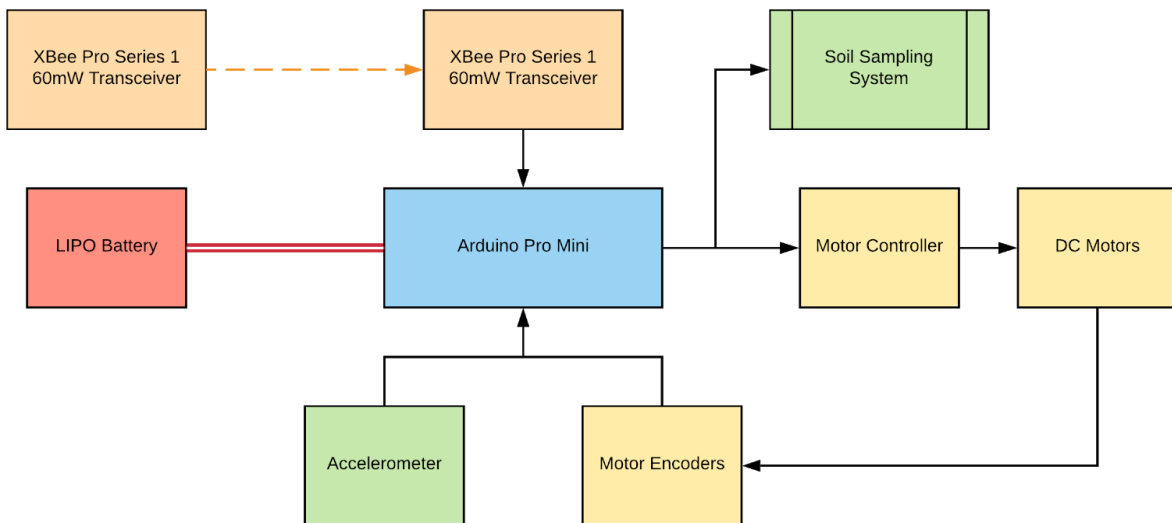 XBee Pro Series 1
60mW Transceiver
XBee Pro Series 1
60mW Transceiver
Soil Sampling
System
LIPO Battery
Arduino Pro Mini
Motor Controller
DC Motors
Accelerometer
Motor Encoders